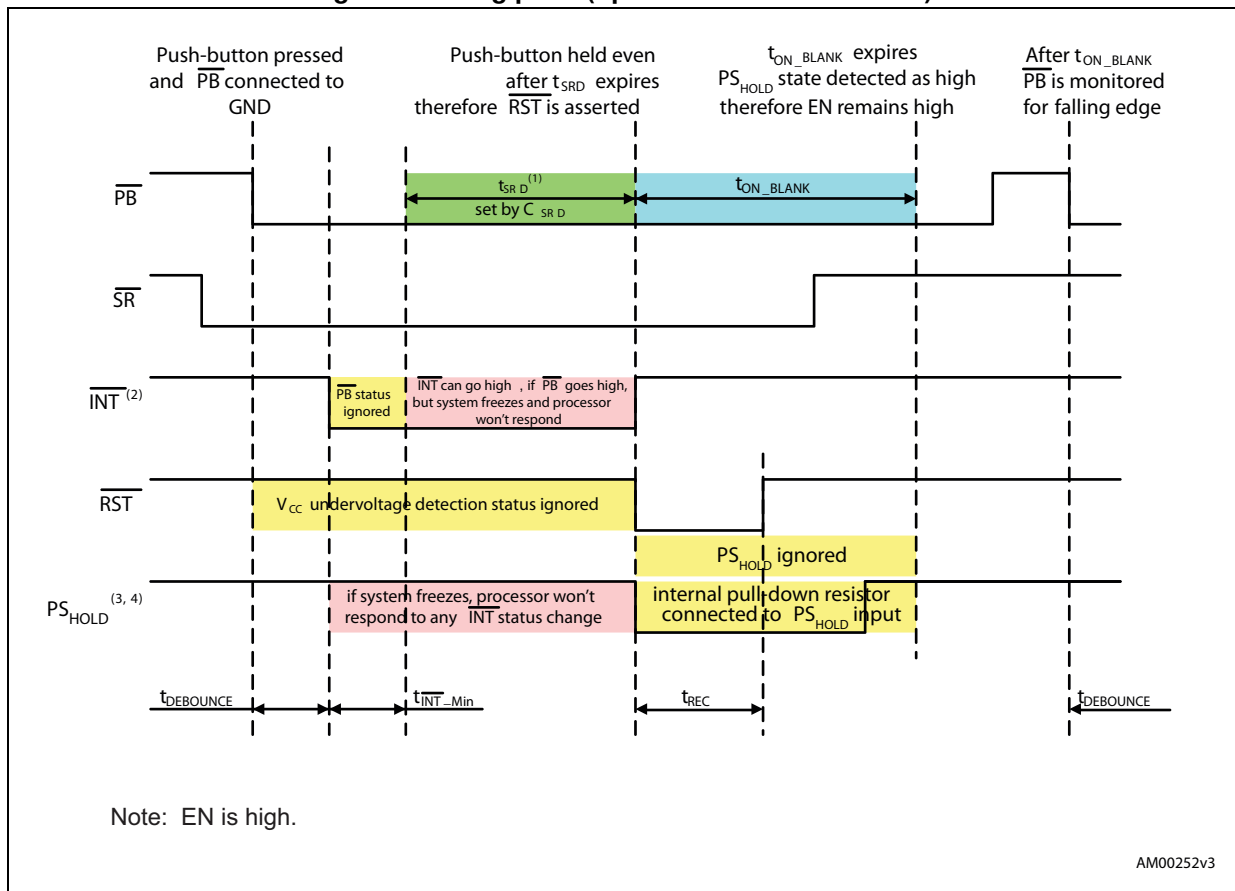 Push-button pressed
and PB connected to
GND
Push-button held even
after tSRD expires
therefore RST is asserted
tON_BLANK expires
PSHOLD state detected as high
therefore EN remains high
After tON_BLANK
PB is monitored
for falling edge
PB
tSR D(1)
set by C SR D
tON_BLANK
SR
INT (2)
PB status
ignored
INT can go high , if PB goes high,
but system freezes and processor
won't respond
RST
VCC undervoltage detection status ignored
PSHOLD ignored
PSHOLD (3, 4)
if system freezes, processor won't
respond to any INT status change
internal pull-down resistor
connected to PSHOLD input
tDEBOUNCE
tINT_Min
tREC
tDEBOUNCE
Note: EN is high.
AM00252v3